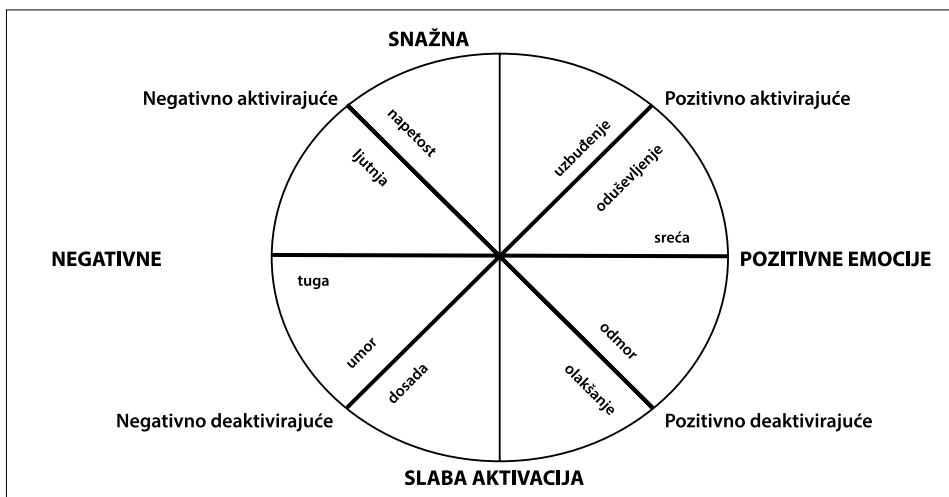 SNAŽNA
Negativno aktivirajuće
Pozitivno aktivirajuće
napetost
uzbuđenje
ljutnja
oduševljenje
sreća
NEGATIVNE
POZITIVNE EMOCIJE
tuga
odmor
umor
olakšanje
dosada
Negativno deaktivirajuće
Pozitivno deaktivirajuće
SLABA AKTIVACIJA